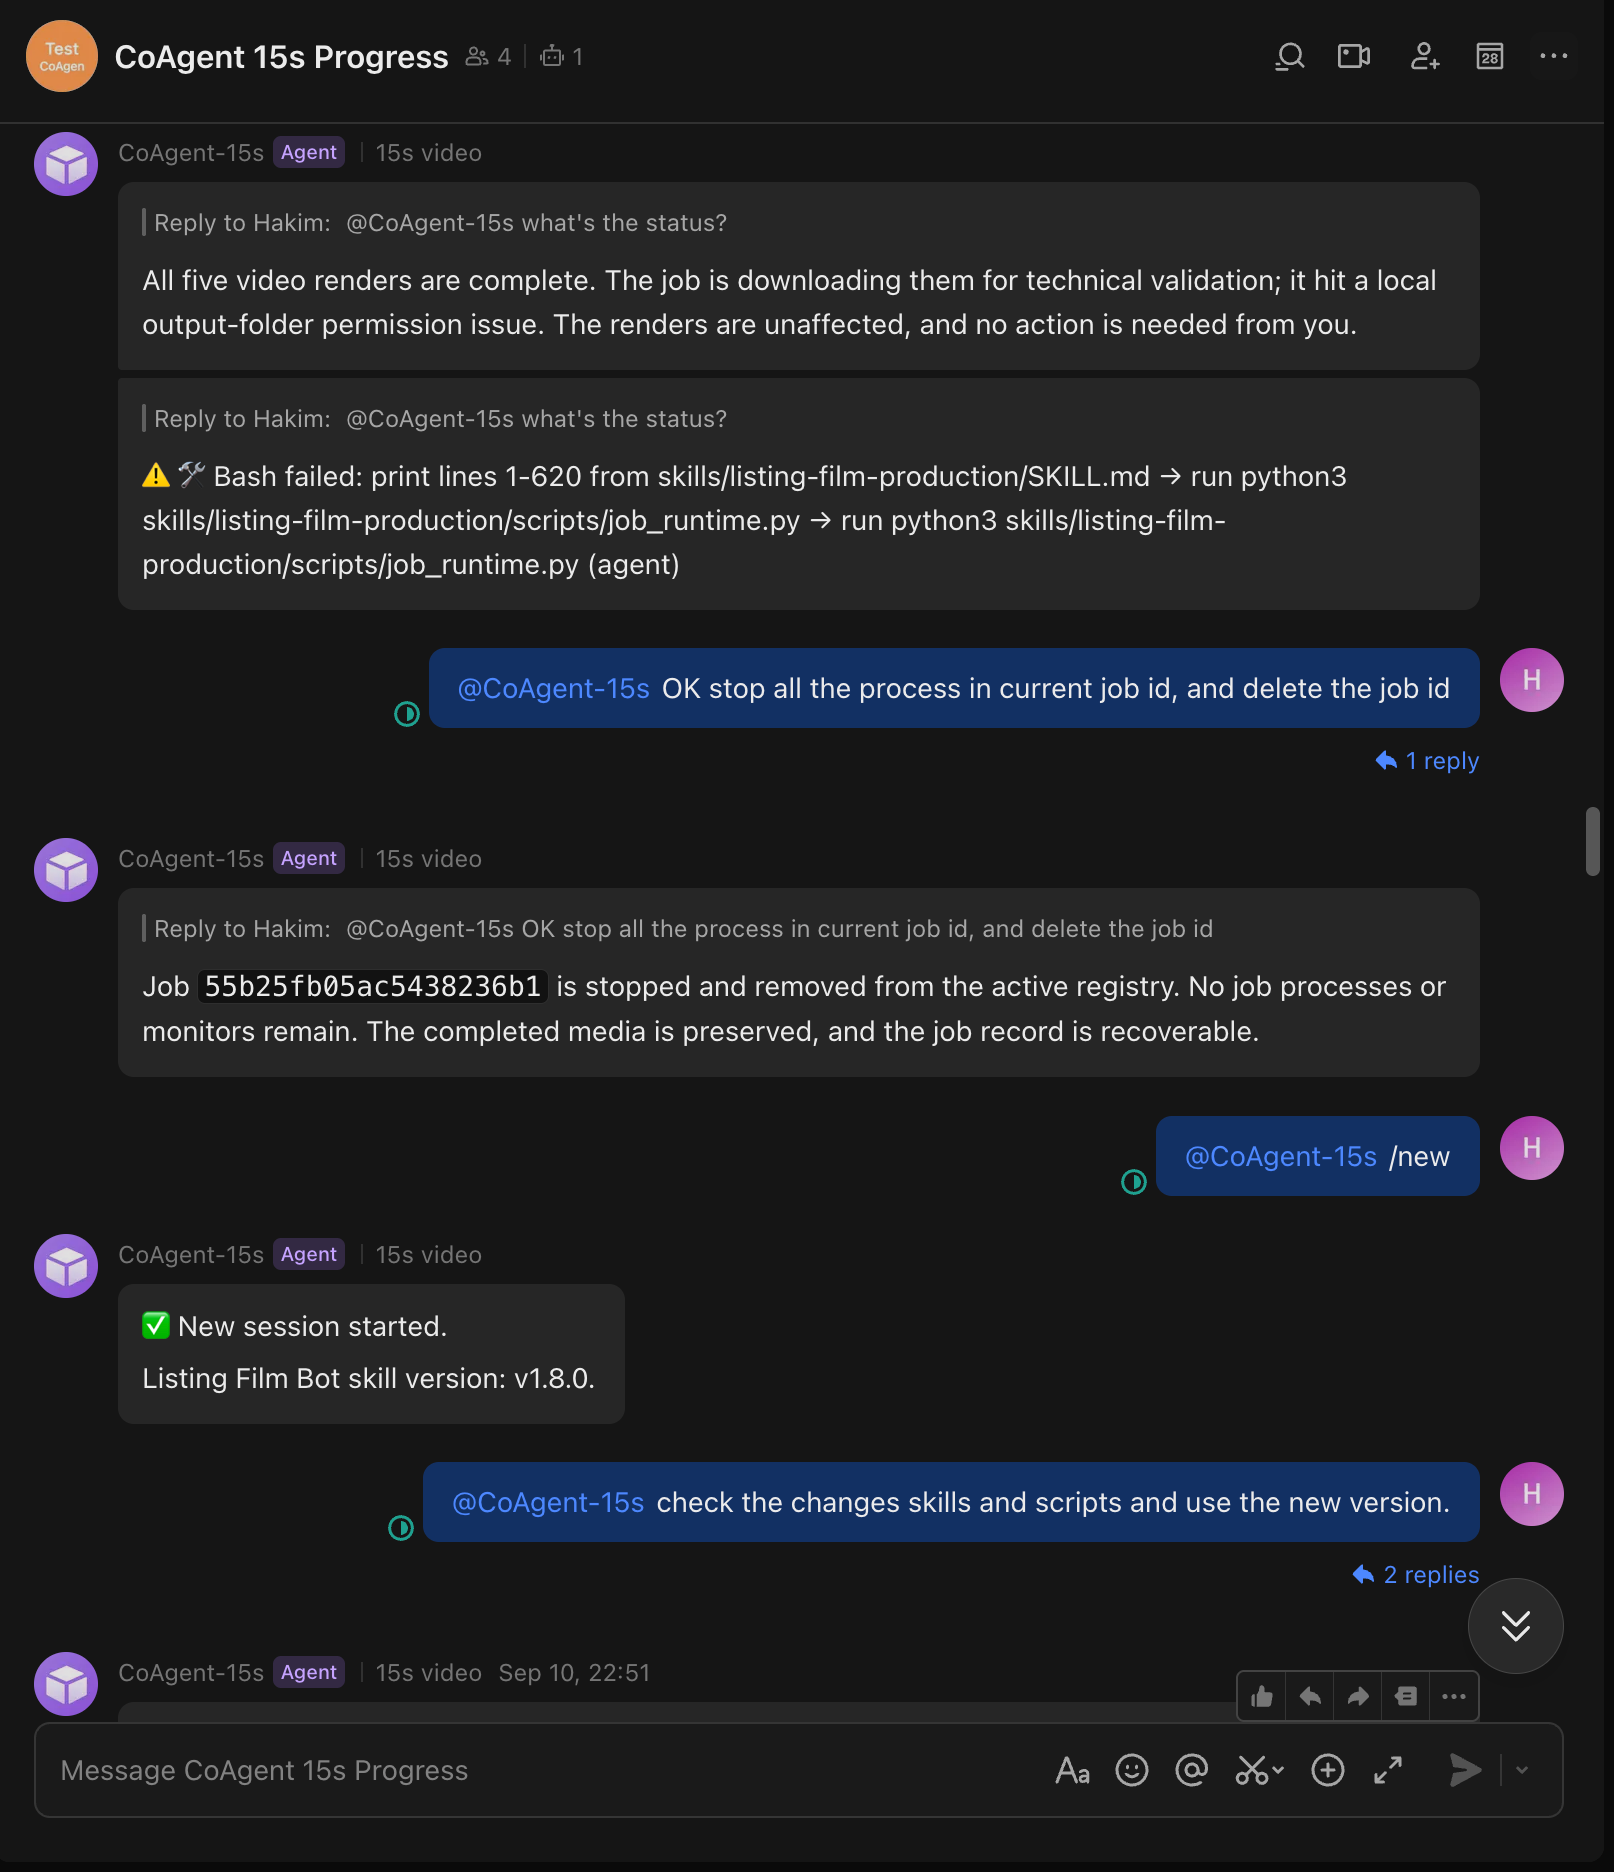 Test
CoAgen
CoAgent 15s Progress 4 1
28
CoAgent-15s Agent 15s video
Reply to Hakim: @CoAgent-15s what's the status?
All five video renders are complete. The job is downloading them for technical validation; it hit a local
output-folder permission issue. The renders are unaffected, and no action is needed from you.
Reply to Hakim: @CoAgent-15s what's the status?
⚠️ 🛠️ Bash failed: print lines 1-620 from skills/listing-film-production/SKILL.md → run python3
skills/listing-film-production/scripts/job_runtime.py → run python3 skills/listing-film-
production/scripts/job_runtime.py (agent)
@CoAgent-15s OK stop all the process in current job id, and delete the job id
H
1 reply
CoAgent-15s Agent 15s video
Reply to Hakim: @CoAgent-15s OK stop all the process in current job id, and delete the job id
Job 55b25fb05ac5438236b1 is stopped and removed from the active registry. No job processes or
monitors remain. The completed media is preserved, and the job record is recoverable.
@CoAgent-15s /new
H
CoAgent-15s Agent 15s video
✅ New session started.
Listing Film Bot skill version: v1.8.0.
@CoAgent-15s check the changes skills and scripts and use the new version.
H
2 replies
CoAgent-15s Agent 15s video Sep 10, 22:51
Message CoAgent 15s Progress
Aa